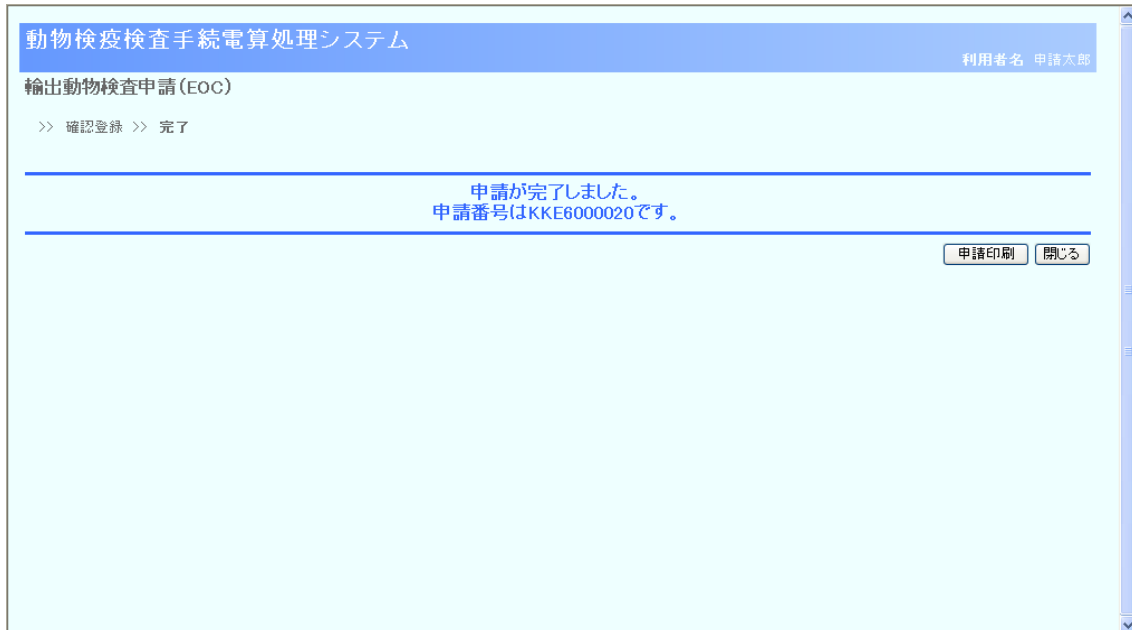 動物検疫検査手続電算処理システム
利用者名 申請太郎
輸出動物検査申請(EOC)
>> 確認登録 >> 完了
申請が完了しました。
申請番号はKKE6000020です。
申請印刷 閉じる